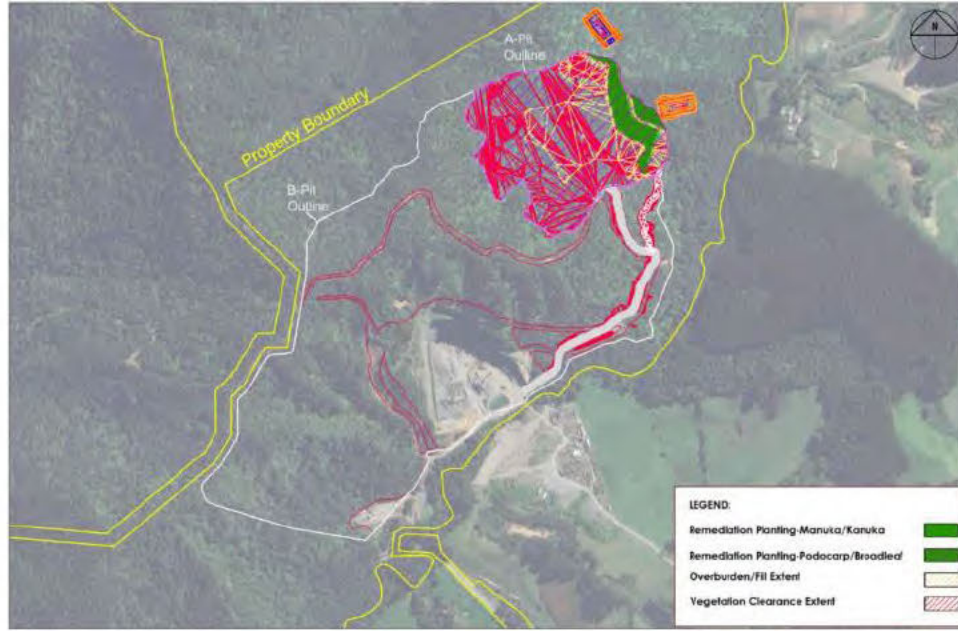 N
A-Pit
Outline
Property Boundary
B-Pit
Outline
LEGEND:
Remediation Planting-Manuka/Kanuka
Remediation Planting-Podocarp/Broadleaf
Overburden/Fill Extent
Vegetation Clearance Extent